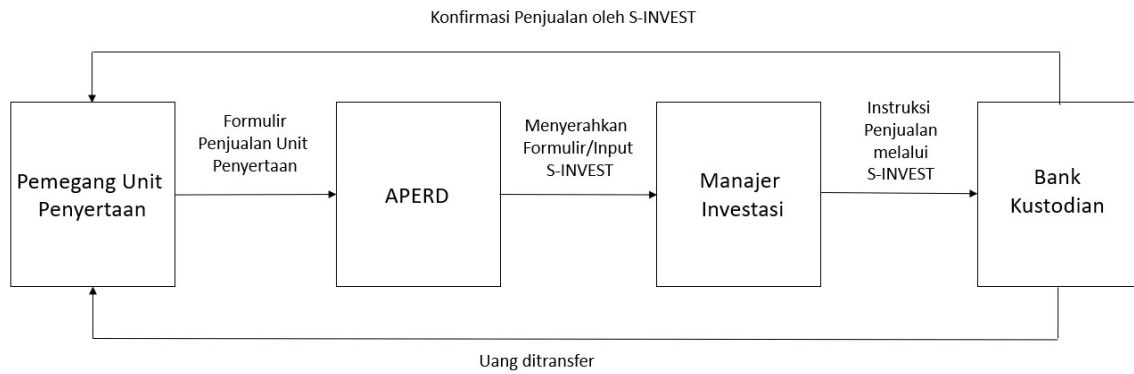 Konfirmasi Penjualan oleh S-INVEST
Pemegang Unit
Penyertaan
Formulir
Penjualan Unit
Penyertaan
APERD
Menyerahkan
Formulir/Input
S-INVEST
Manajer
Investasi
Instruksi
Penjualan
melalui
S-INVEST
Bank
Kustodian
Uang ditransfer